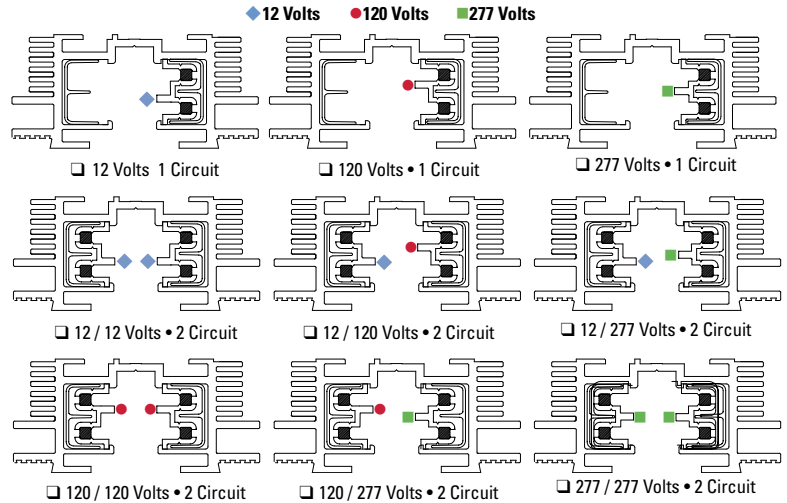 12 Volts 120 Volts 277 Volts
❑ 12 Volts 1 Circuit
❑ 120 Volts • 1 Circuit
❑ 277 Volts • 1 Circuit
❑ 12 / 12 Volts • 2 Circuit
❑ 12 / 120 Volts • 2 Circuit
❑ 12 / 277 Volts • 2 Circuit
❑ 120 / 120 Volts • 2 Circuit
❑ 120 / 277 Volts • 2 Circuit
❑ 277 / 277 Volts • 2 Circuit